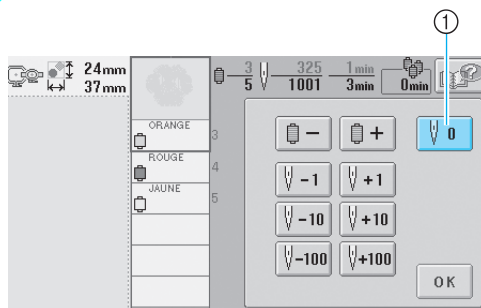 ①
24mm
37mm
3 325 1min
5 1001 3min 0min
ORANGE 3
ROUGE 4
JAUNE 5
− + 0
−1 +1
−10 +10
−100 +100
OK